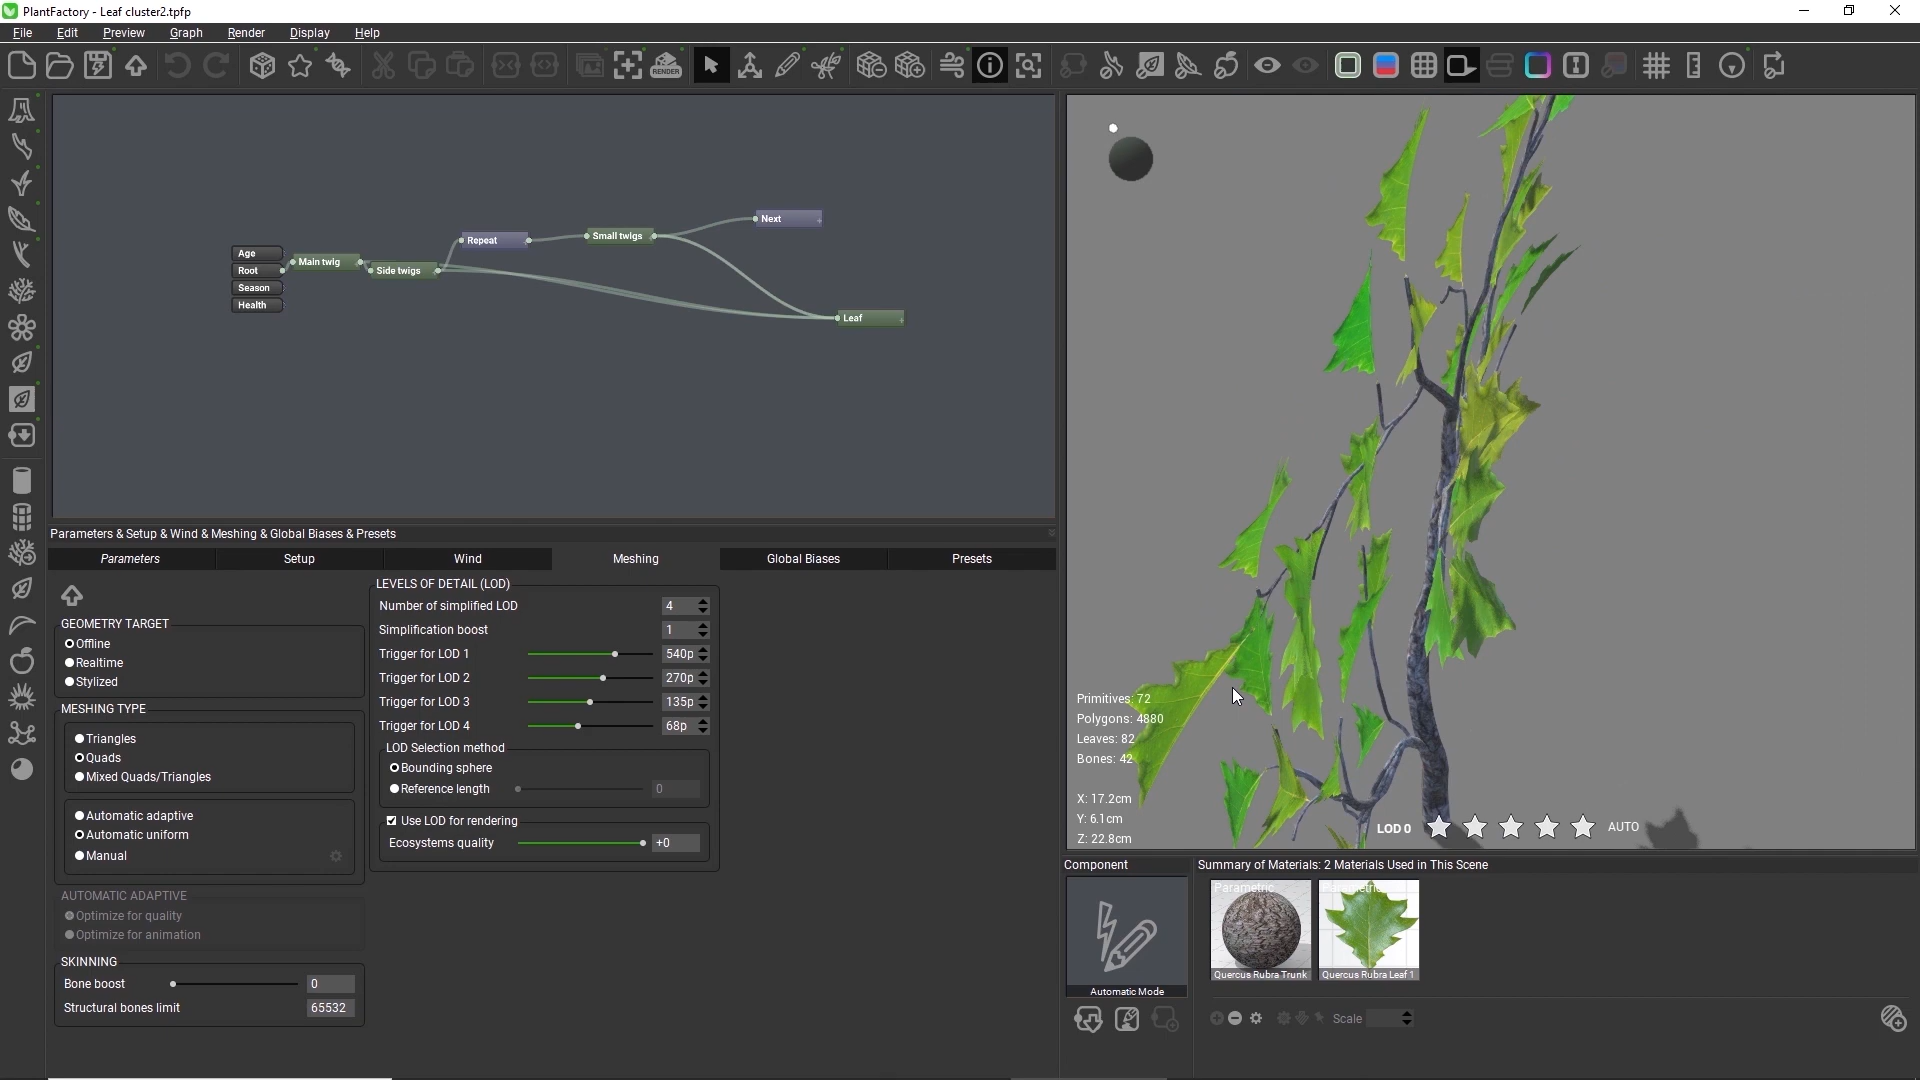 PlantFactory - Leaf cluster2.tpfp
File Edit Preview Graph Render Display Help
RENDER
Next
Repeat
Small twigs
Age
Main twig
Root
Side twigs
Season
Health
Leaf
Parameters & Setup & Wind & Meshing & Global Biases & Presets
Parameters Setup Wind Meshing Global Biases Presets
GEOMETRY TARGET
Offline
Realtime
Stylized
MESHING TYPE
Triangles
Quads
Mixed Quads/Triangles
Automatic adaptive
Automatic uniform
Manual
AUTOMATIC ADAPTIVE
Optimize for quality
Optimize for animation
SKINNING
Bone boost 0
Structural bones limit 65532
LEVELS OF DETAIL (LOD)
Number of simplified LOD 4
Simplification boost 1
Trigger for LOD 1 540p
Trigger for LOD 2 270p
Trigger for LOD 3 135p
Trigger for LOD 4 68p
LOD Selection method
Bounding sphere
Reference length 0
Use LOD for rendering
Ecosystems quality +0
Primitives: 72
Polygons: 4880
Leaves: 82
Bones: 42
X: 17.2cm
Y: 6.1cm
Z: 22.8cm
LOD 0 AUTO
Component
Automatic Mode
Summary of Materials: 2 Materials Used in This Scene
Parametric Parametric
Quercus Rubra Trunk Quercus Rubra Leaf 1
Scale